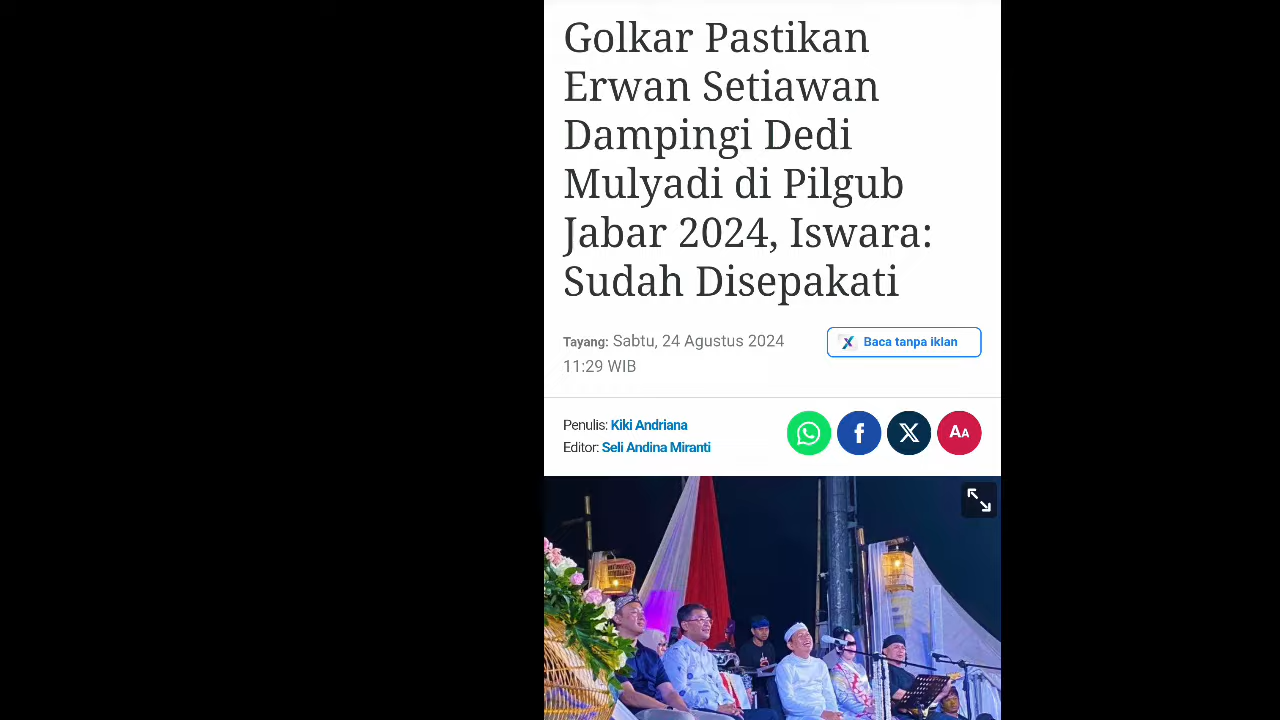 Golkar Pastikan
Erwan Setiawan
Dampingi Dedi
Mulyadi di Pilgub
Jabar 2024, Iswara:
Sudah Disepakati
Tayang: Sabtu, 24 Agustus 2024
11:29 WIB
Baca tanpa iklan
Penulis: Kiki Andriana
Editor: Seli Andina Miranti
AA